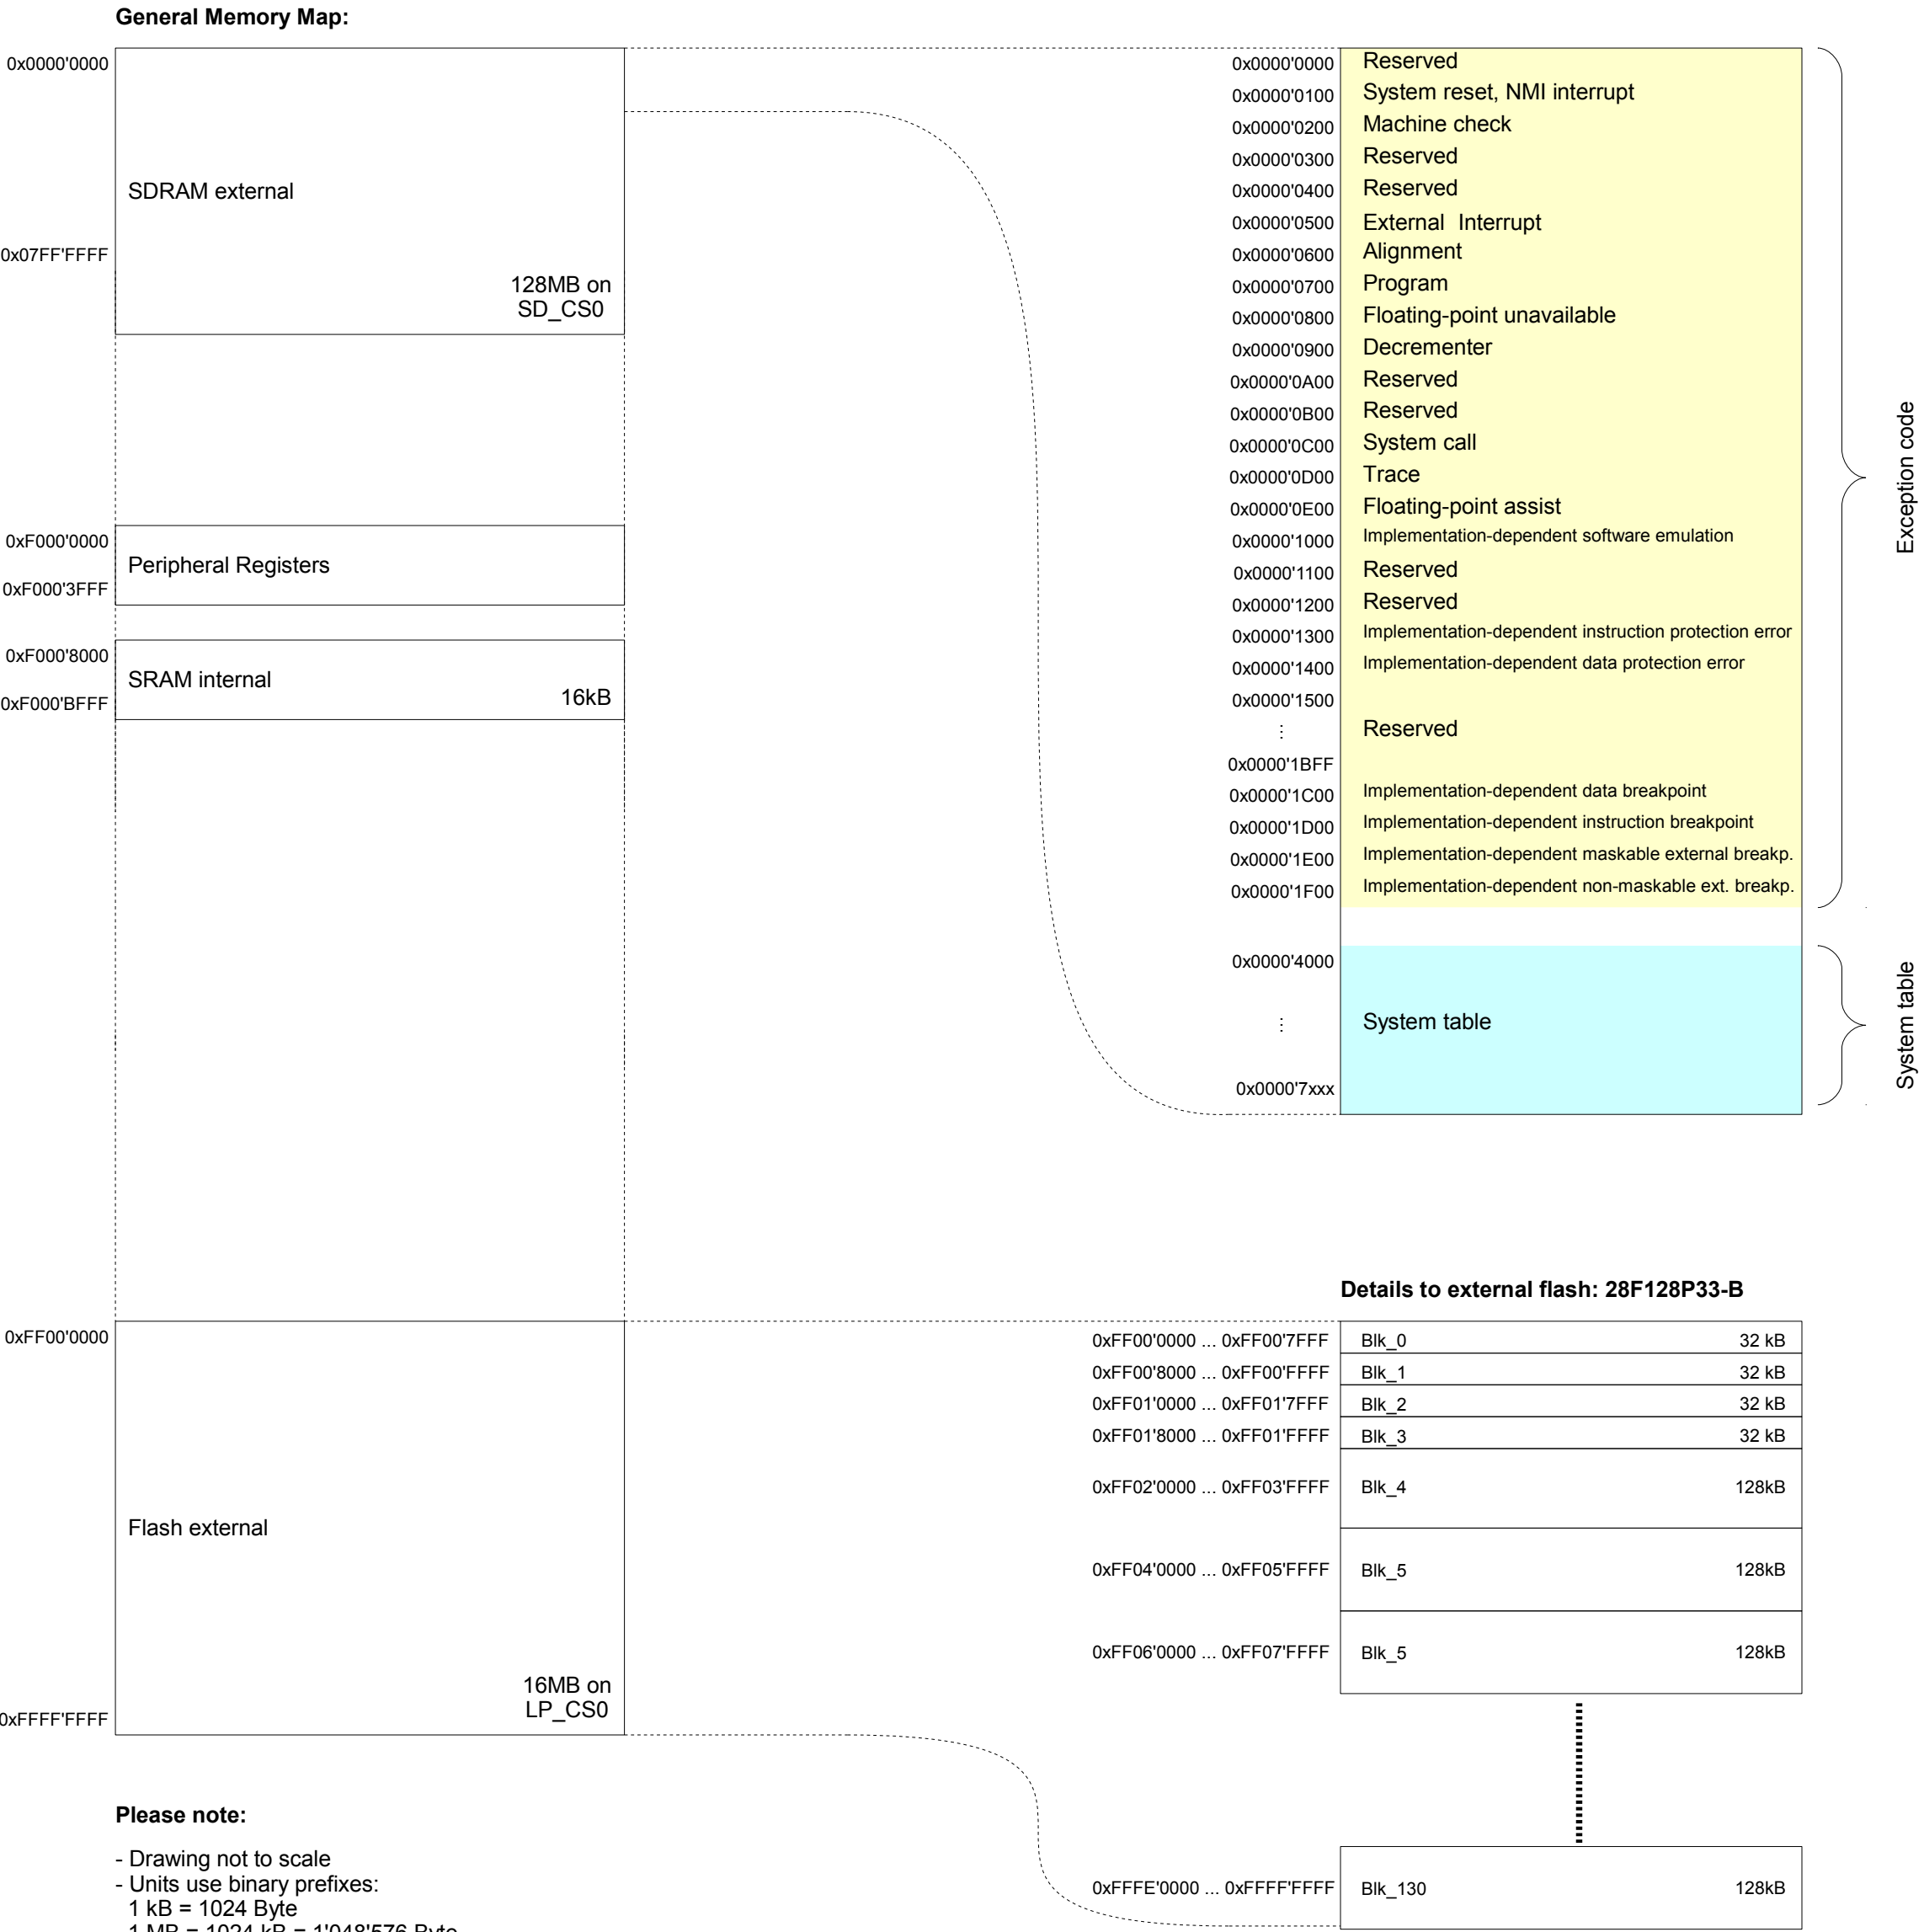 General Memory Map:
0x0000'0000
SDRAM external
0x07FF'FFFF
128MB on
SD_CS0
0xF000'0000
Peripheral Registers
0xF000'3FFF
0xF000'8000
SRAM internal
16kB
0xF000'BFFF
0x0000'0000 Reserved
0x0000'0100 System reset, NMI interrupt
0x0000'0200 Machine check
0x0000'0300 Reserved
0x0000'0400 Reserved
0x0000'0500 External Interrupt
0x0000'0600 Alignment
0x0000'0700 Program
0x0000'0800 Floating-point unavailable
0x0000'0900 Decrementer
0x0000'0A00 Reserved
0x0000'0B00 Reserved
0x0000'0C00 System call
0x0000'0D00 Trace
0x0000'0E00 Floating-point assist
0x0000'1000 Implementation-dependent software emulation
0x0000'1100 Reserved
0x0000'1200 Reserved
0x0000'1300 Implementation-dependent instruction protection error
0x0000'1400 Implementation-dependent data protection error
0x0000'1500
... Reserved
0x0000'1BFF
0x0000'1C00 Implementation-dependent data breakpoint
0x0000'1D00 Implementation-dependent instruction breakpoint
0x0000'1E00 Implementation-dependent maskable external breakp.
0x0000'1F00 Implementation-dependent non-maskable ext. breakp.
Exception code
0x0000'4000
... System table
0x0000'7xxx
System table
0xFF00'0000
Flash external
16MB on
LP_CS0
0xFFFF'FFFF
Details to external flash: 28F128P33-B
0xFF00'0000 ... 0xFF00'7FFF Blk_0 32 kB
0xFF00'8000 ... 0xFF00'FFFF Blk_1 32 kB
0xFF01'0000 ... 0xFF01'7FFF Blk_2 32 kB
0xFF01'8000 ... 0xFF01'FFFF Blk_3 32 kB
0xFF02'0000 ... 0xFF03'FFFF Blk_4 128kB
0xFF04'0000 ... 0xFF05'FFFF Blk_5 128kB
0xFF06'0000 ... 0xFF07'FFFF Blk_5 128kB
0xFFFE'0000 ... 0xFFFF'FFFF Blk_130 128kB
Please note:
- Drawing not to scale
- Units use binary prefixes:
1 kB = 1024 Byte
1 MB = 1024 kB = 1'048'576 Byte